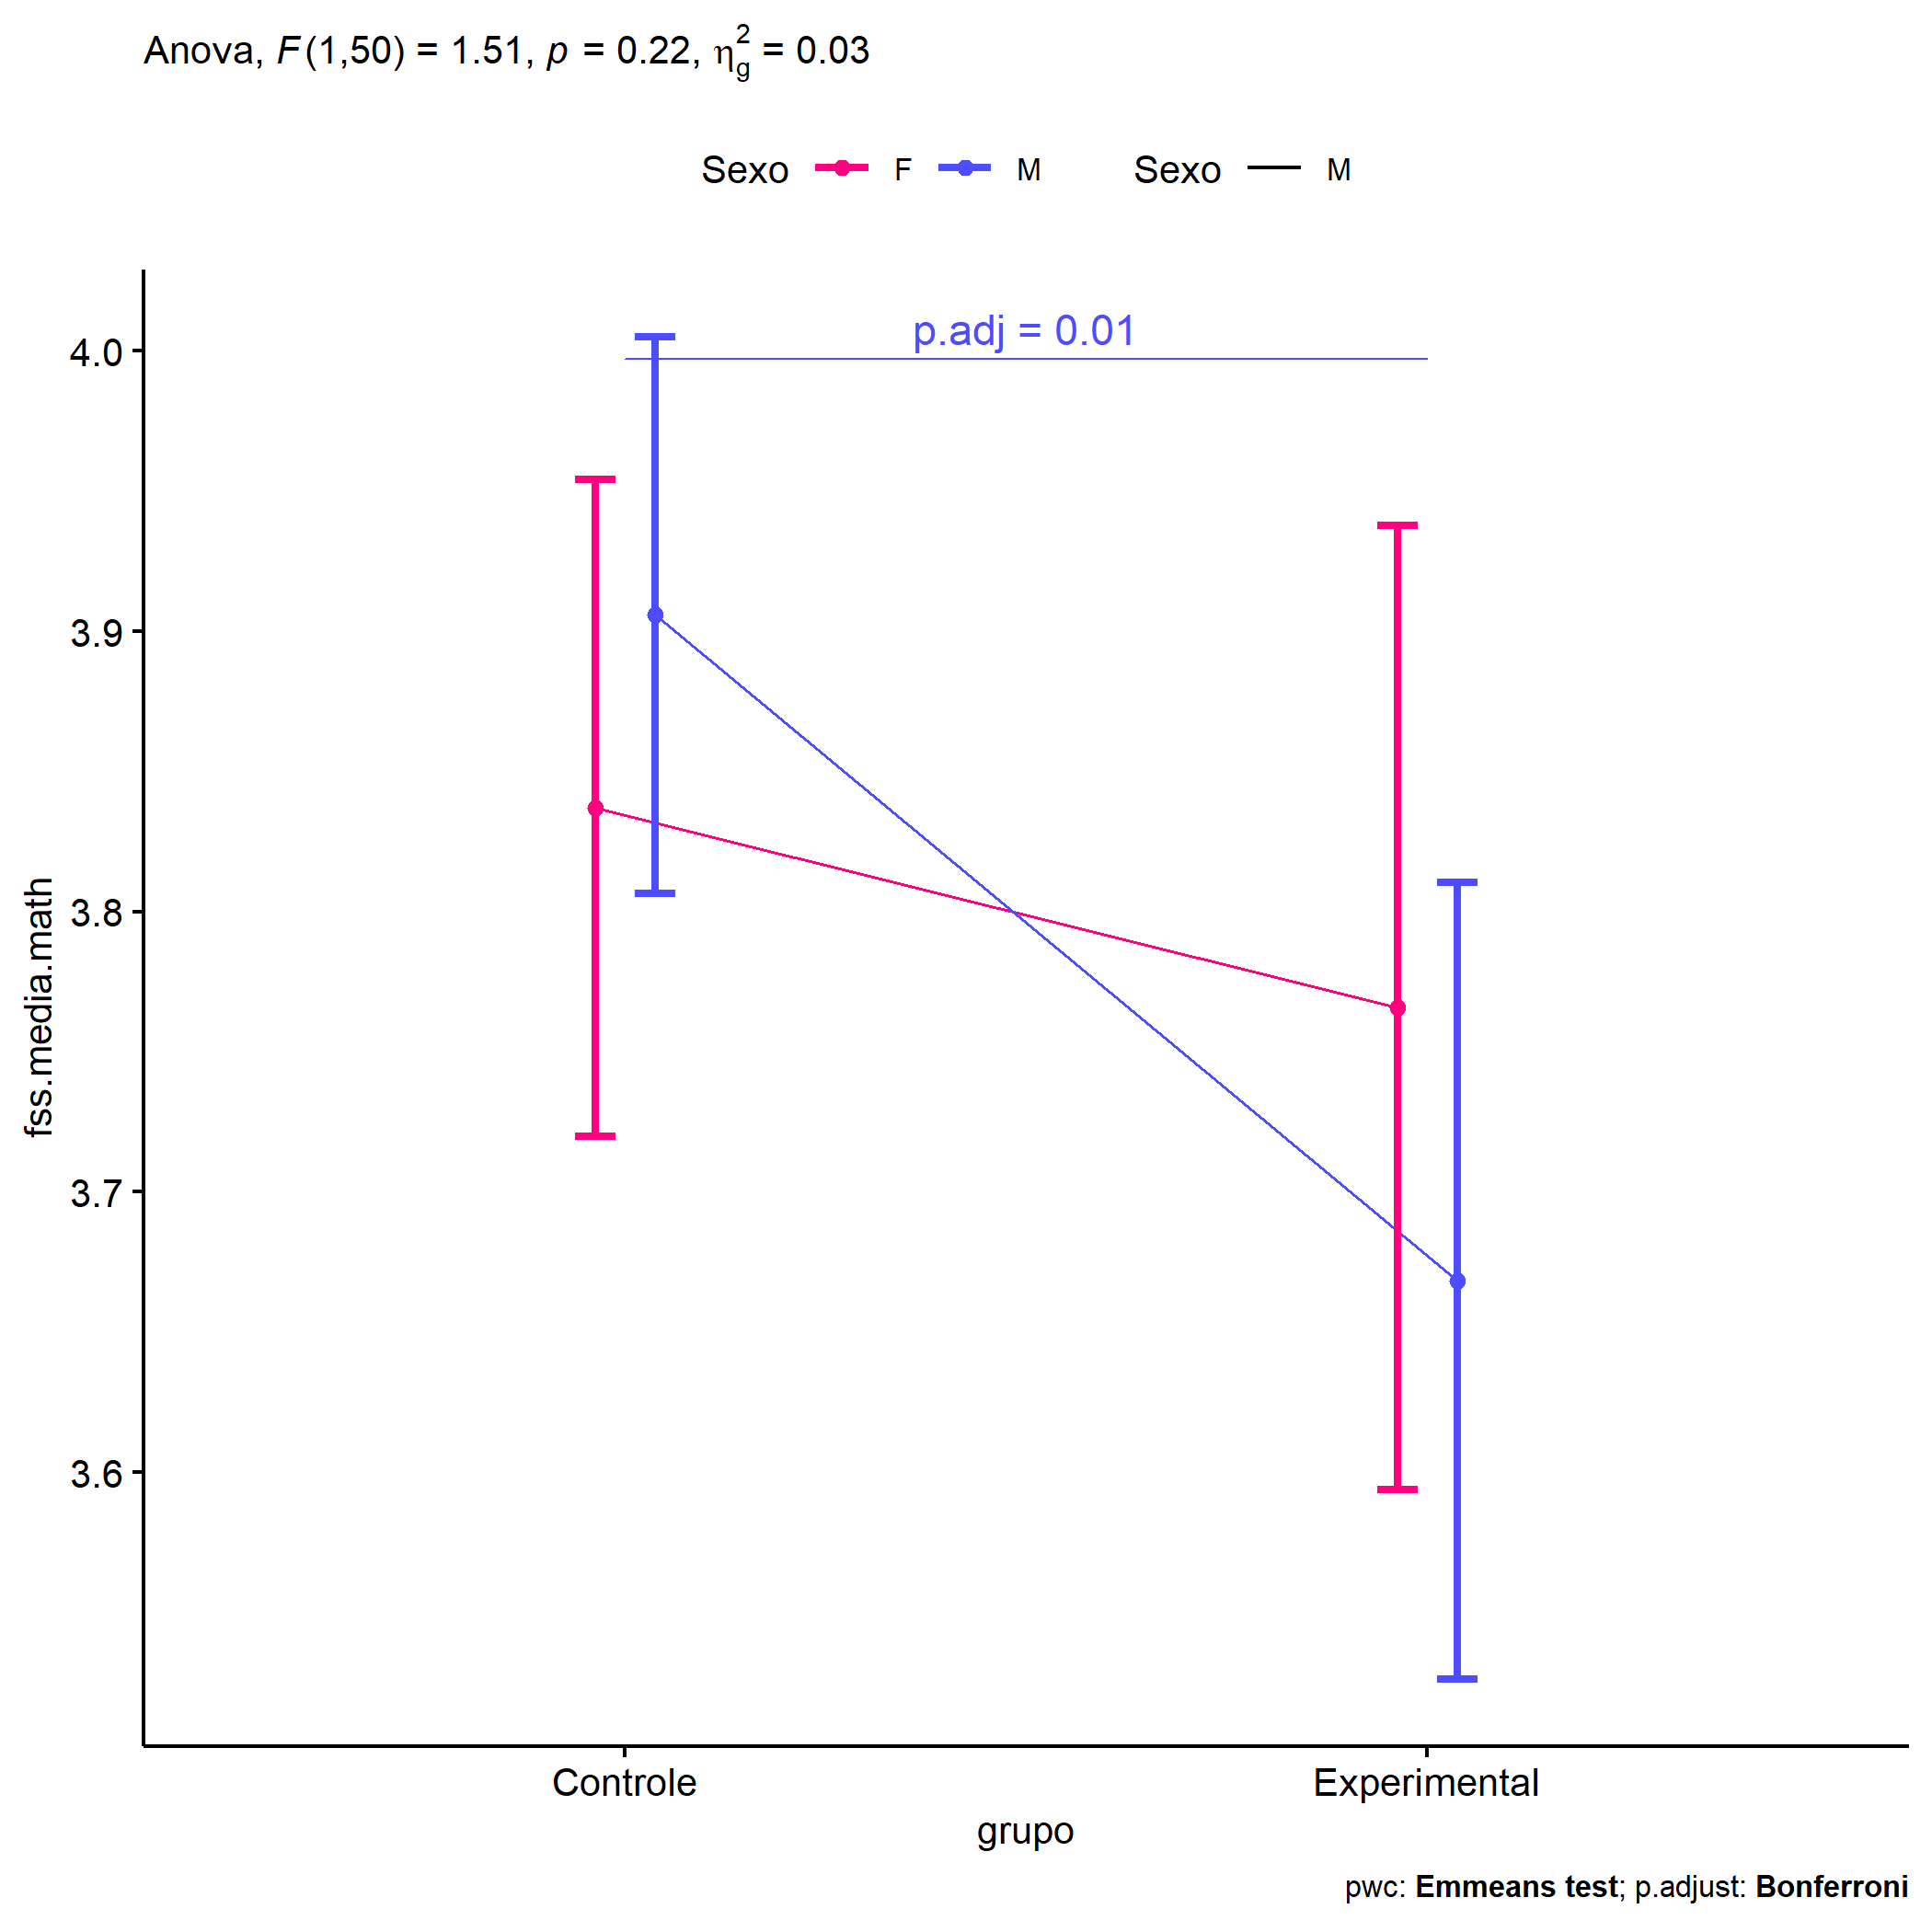 Anova, F(1,50) = 1.51, p = 0.22, η²g = 0.03
Sexo F M Sexo M
p.adj = 0.01
4.0
3.9
3.8
3.7
3.6
fss.media.math
Controle Experimental
grupo
pwc: Emmeans test; p.adjust: Bonferroni